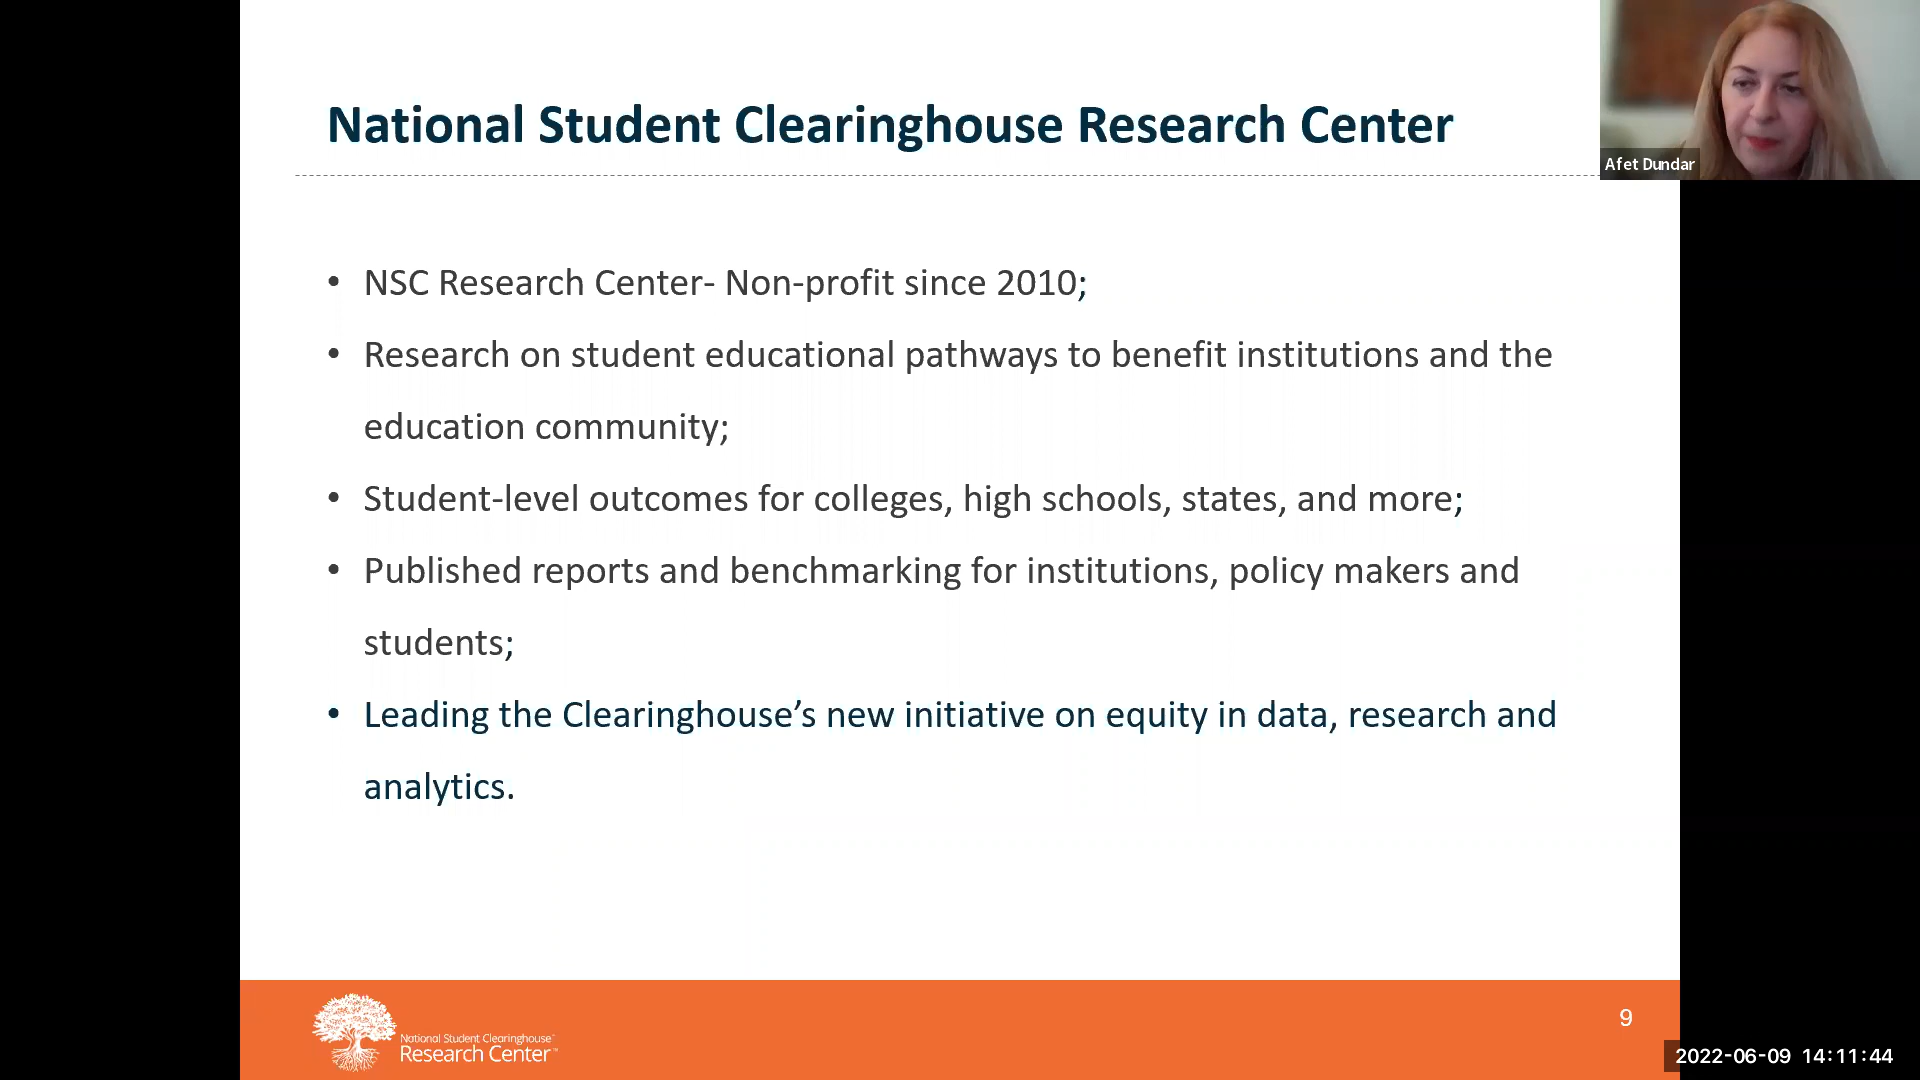 National Student Clearinghouse Research Center
Afet Dundar
• NSC Research Center- Non-profit since 2010;
• Research on student educational pathways to benefit institutions and the
education community;
• Student-level outcomes for colleges, high schools, states, and more;
• Published reports and benchmarking for institutions, policy makers and
students;
• Leading the Clearinghouse’s new initiative on equity in data, research and
analytics.
National Student Clearinghouse™
Research Center™
9
2022-06-09 14:11:44